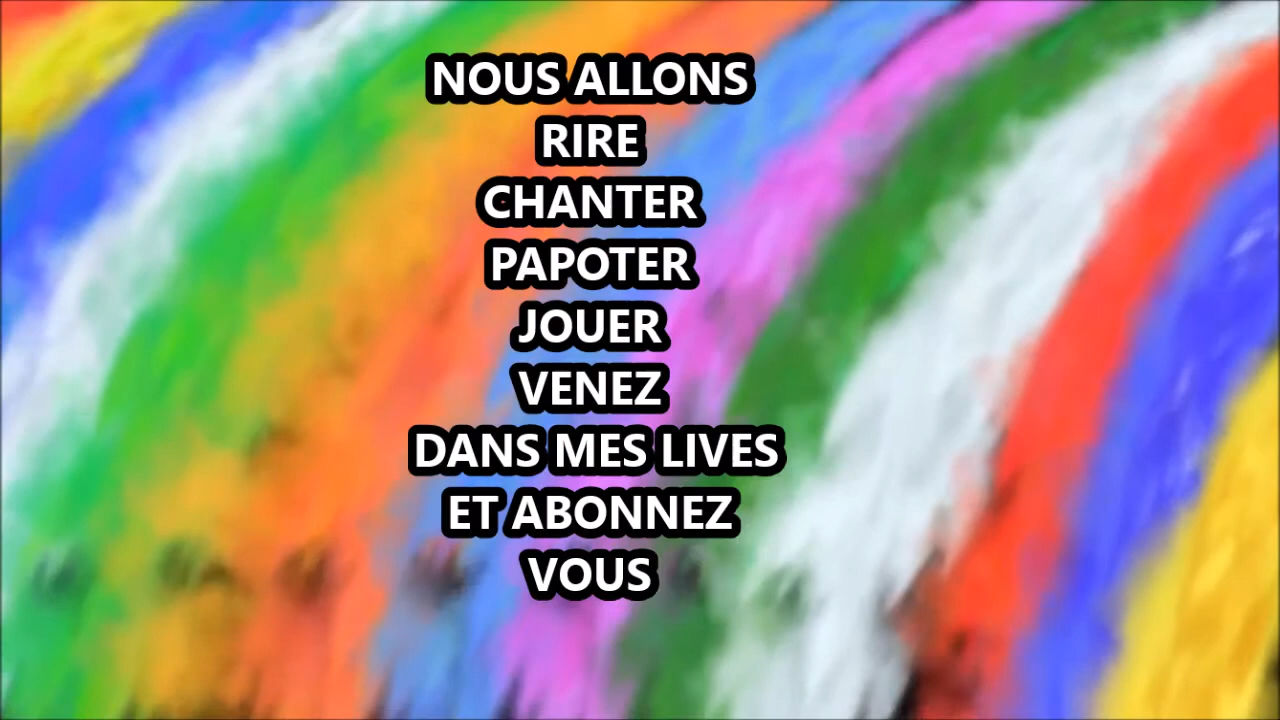 NOUS ALLONS
RIRE
CHANTER
PAPOTER
JOUER
VENEZ
DANS MES LIVES
ET ABONNEZ
VOUS